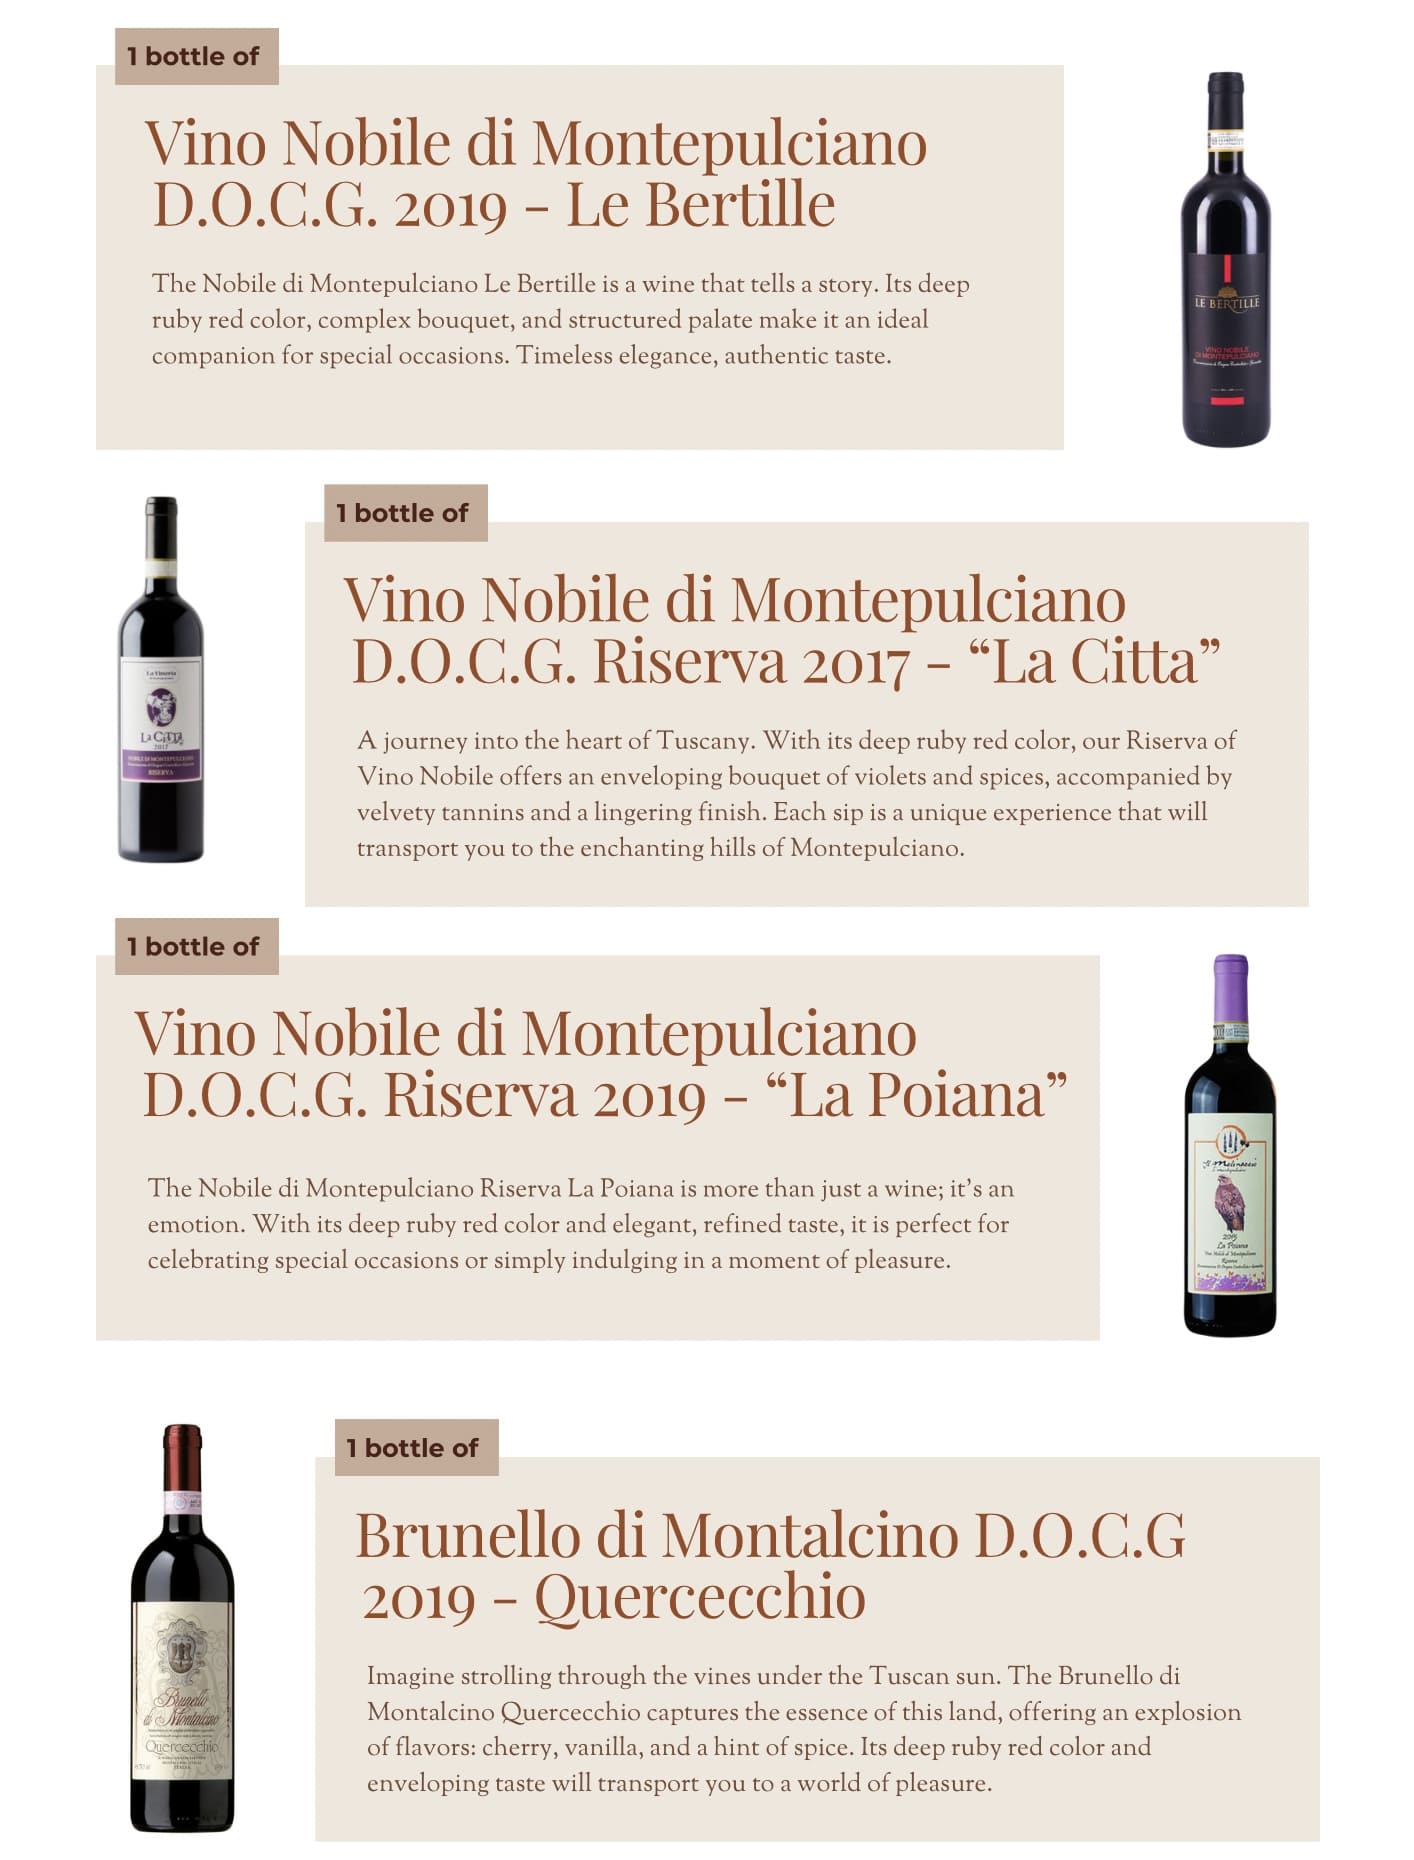 1 bottle of
Vino Nobile di Montepulciano
D.O.C.G. 2019 - Le Bertille
The Nobile di Montepulciano Le Bertille is a wine that tells a story. Its deep
ruby red color, complex bouquet, and structured palate make it an ideal
companion for special occasions. Timeless elegance, authentic taste.
LE BERTILLE
VINO NOBILE
DI MONTEPULCIANO
1 bottle of
Vino Nobile di Montepulciano
D.O.C.G. Riserva 2017 - “La Citta”
A journey into the heart of Tuscany. With its deep ruby red color, our Riserva of
Vino Nobile offers an enveloping bouquet of violets and spices, accompanied by
velvety tannins and a lingering finish. Each sip is a unique experience that will
transport you to the enchanting hills of Montepulciano.
La Vineria
La Città
2017
NOBILE DI MONTEPULCIANO
RISERVA
1 bottle of
Vino Nobile di Montepulciano
D.O.C.G. Riserva 2019 - “La Poiana”
The Nobile di Montepulciano Riserva La Poiana is more than just a wine; it’s an
emotion. With its deep ruby red color and elegant, refined taste, it is perfect for
celebrating special occasions or simply indulging in a moment of pleasure.
Il Molinaccio
2015
La Poiana
Vino Nobile di Montepulciano
Riserva
1 bottle of
Brunello di Montalcino D.O.C.G
2019 - Quercecchio
Imagine strolling through the vines under the Tuscan sun. The Brunello di
Montalcino Quercecchio captures the essence of this land, offering an explosion
of flavors: cherry, vanilla, and a hint of spice. Its deep ruby red color and
enveloping taste will transport you to a world of pleasure.
Brunello
di Montalcino
Quercecchio
ITALIA